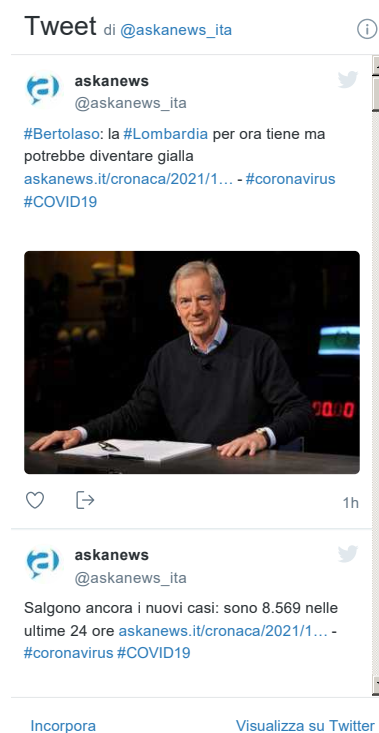 Tweet di @askanews_ita
askanews
@askanews_ita
#Bertolaso: la #Lombardia per ora tiene ma
potrebbe diventare gialla
askanews.it/cronaca/2021/1… - #coronavirus
#COVID19
00.00
1h
askanews
@askanews_ita
Salgono ancora i nuovi casi: sono 8.569 nelle
ultime 24 ore askanews.it/cronaca/2021/1… -
#coronavirus #COVID19
Incorpora Visualizza su Twitter